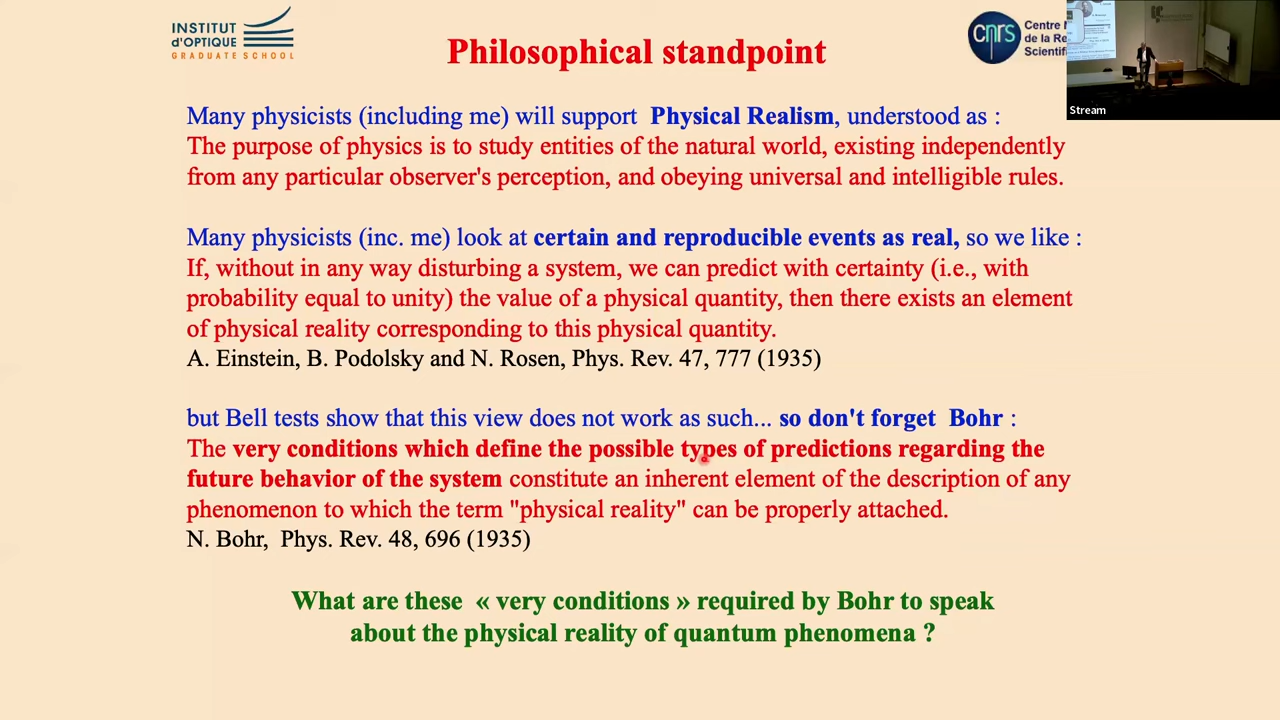 INSTITUT
d'OPTIQUE
GRADUATE SCHOOL
Philosophical standpoint
cnrs
Centre
de la Re
Scientifi
Stream
Many physicists (including me) will support Physical Realism, understood as :
The purpose of physics is to study entities of the natural world, existing independently
from any particular observer's perception, and obeying universal and intelligible rules.
Many physicists (inc. me) look at certain and reproducible events as real, so we like :
If, without in any way disturbing a system, we can predict with certainty (i.e., with
probability equal to unity) the value of a physical quantity, then there exists an element
of physical reality corresponding to this physical quantity.
A. Einstein, B. Podolsky and N. Rosen, Phys. Rev. 47, 777 (1935)
but Bell tests show that this view does not work as such... so don't forget Bohr :
The very conditions which define the possible types of predictions regarding the
future behavior of the system constitute an inherent element of the description of any
phenomenon to which the term "physical reality" can be properly attached.
N. Bohr, Phys. Rev. 48, 696 (1935)
What are these « very conditions » required by Bohr to speak
about the physical reality of quantum phenomena ?